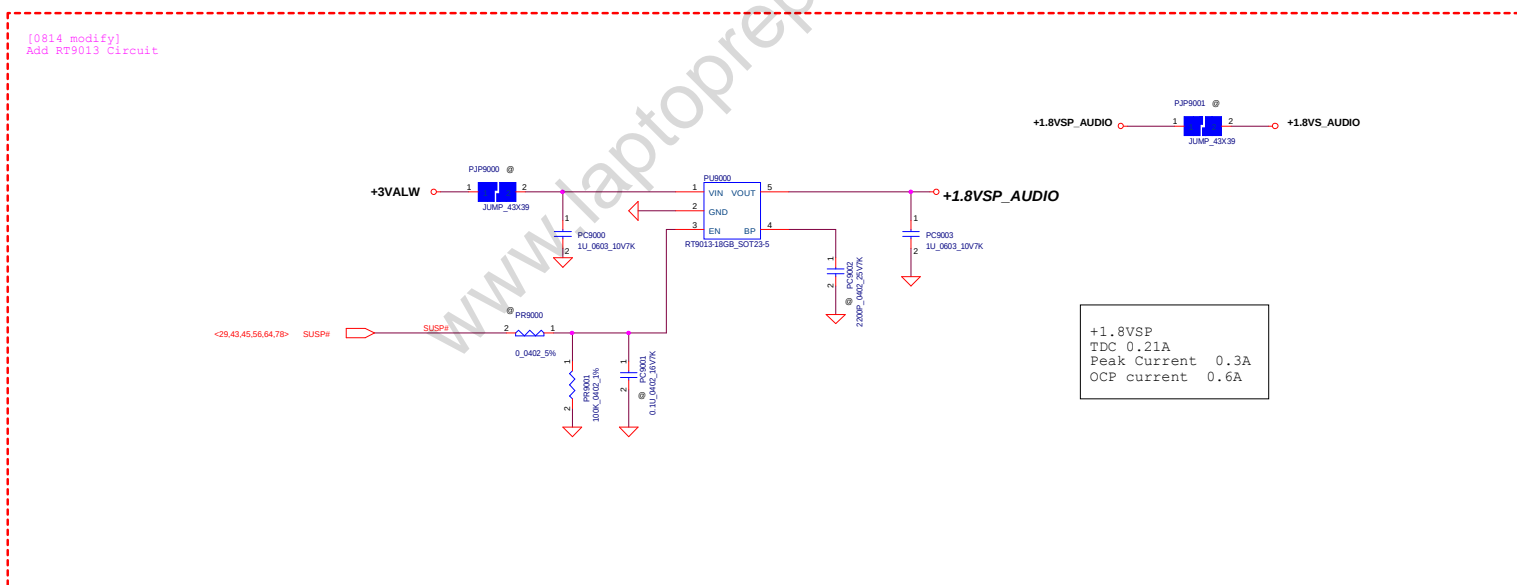 [0814 modify]
Add RT9013 Circuit
www.laptoprep
PJP9001 @
+1.8VSP_AUDIO 1 2 +1.8VS_AUDIO
JUMP_43X39
PJP9000 @
+3VALW 1 2
JUMP_43X39
PU9000
1 VIN VOUT 5
2 GND
3 EN BP 4
RT9013-18GB_SOT23-5
+1.8VSP_AUDIO
1
PC9000
1U_0603_10V7K
2
1
PC9003
1U_0603_10V7K
2
1
2
@ PC9002
2200P_0402_25V7K
<29,43,45,56,64,78> SUSP#
SUSP#
@
PR9000
2 1
0_0402_5%
1
2
PR9001
100K_0402_1%
1
2
@ PC9001
0.1U_0402_16V7K
+1.8VSP
TDC 0.21A
Peak Current 0.3A
OCP current 0.6A